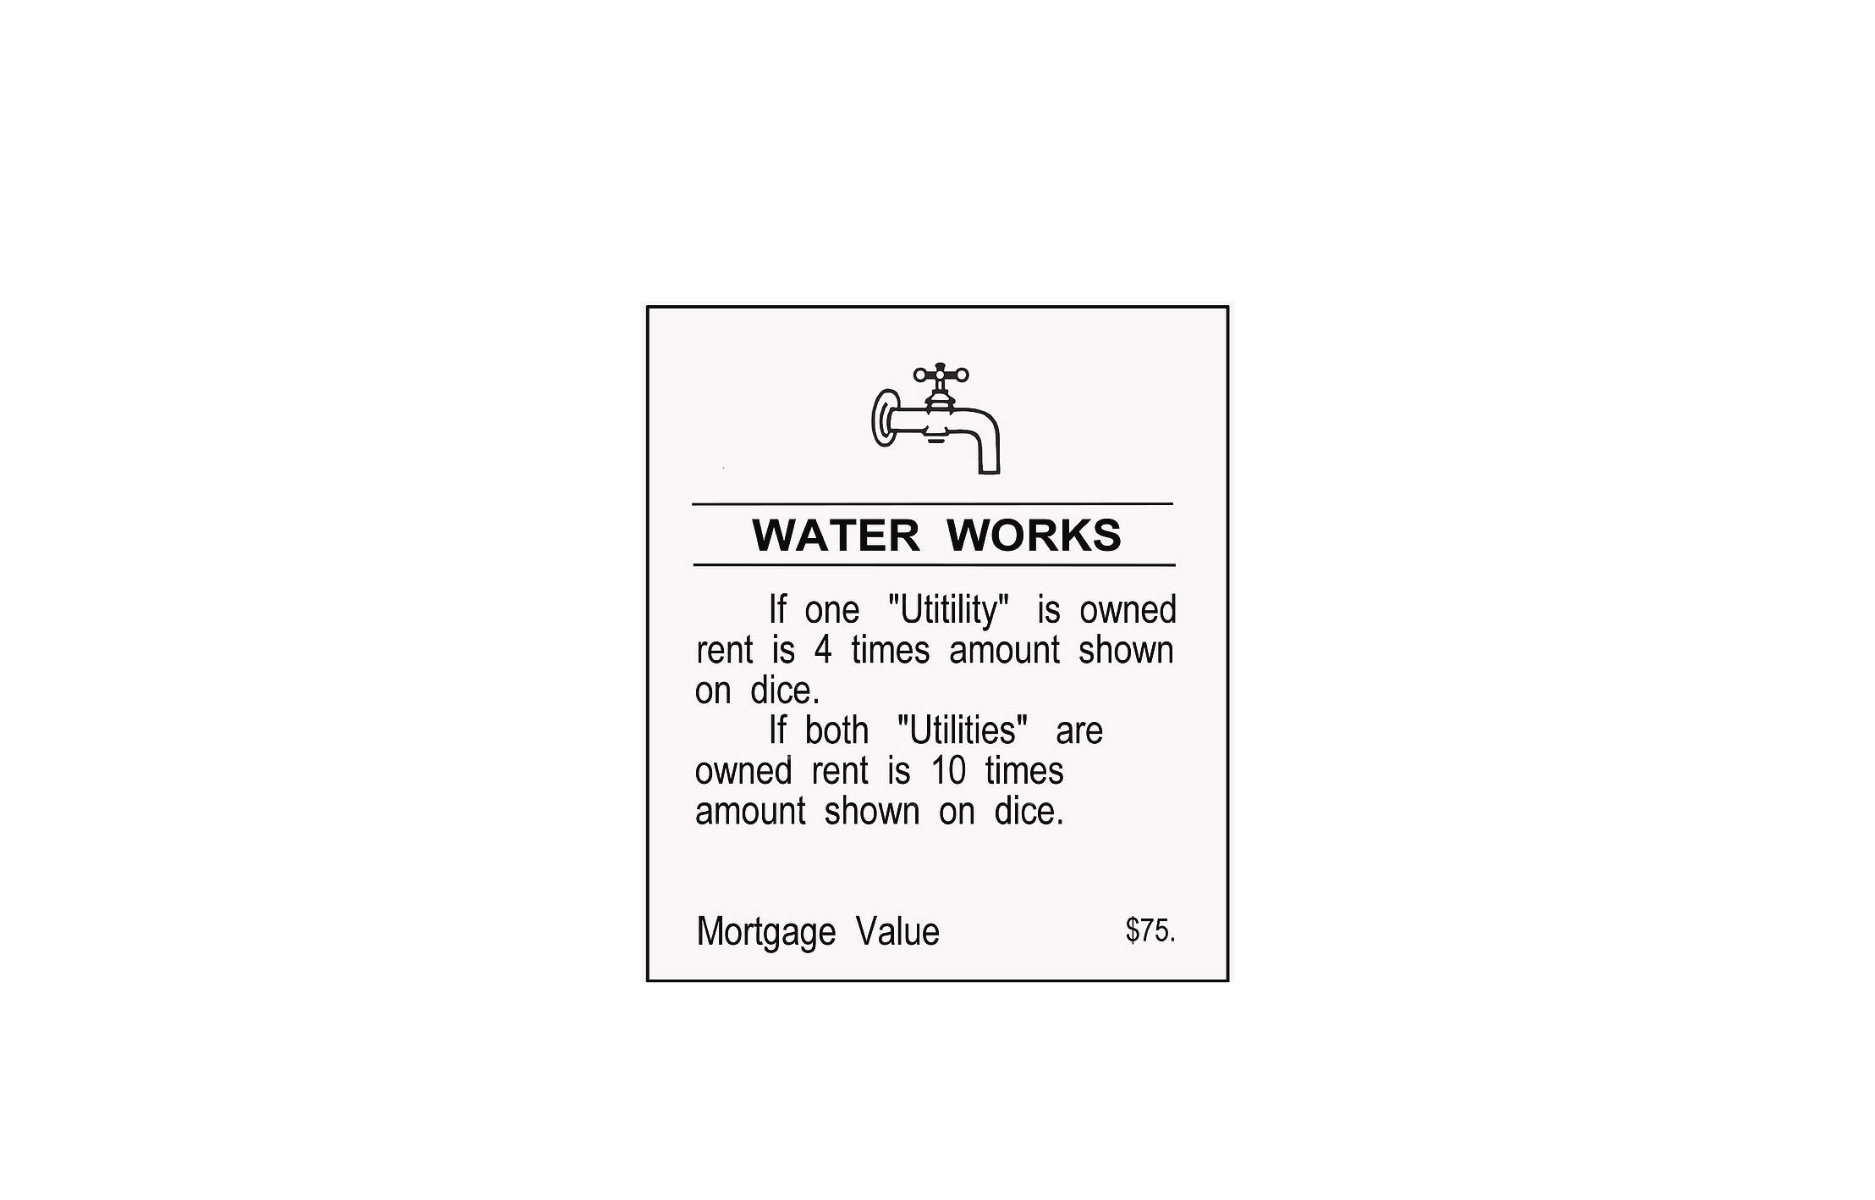 WATER WORKS
If one "Utitility" is owned
rent is 4 times amount shown
on dice.
If both "Utilities" are
owned rent is 10 times
amount shown on dice.
Mortgage Value $75.